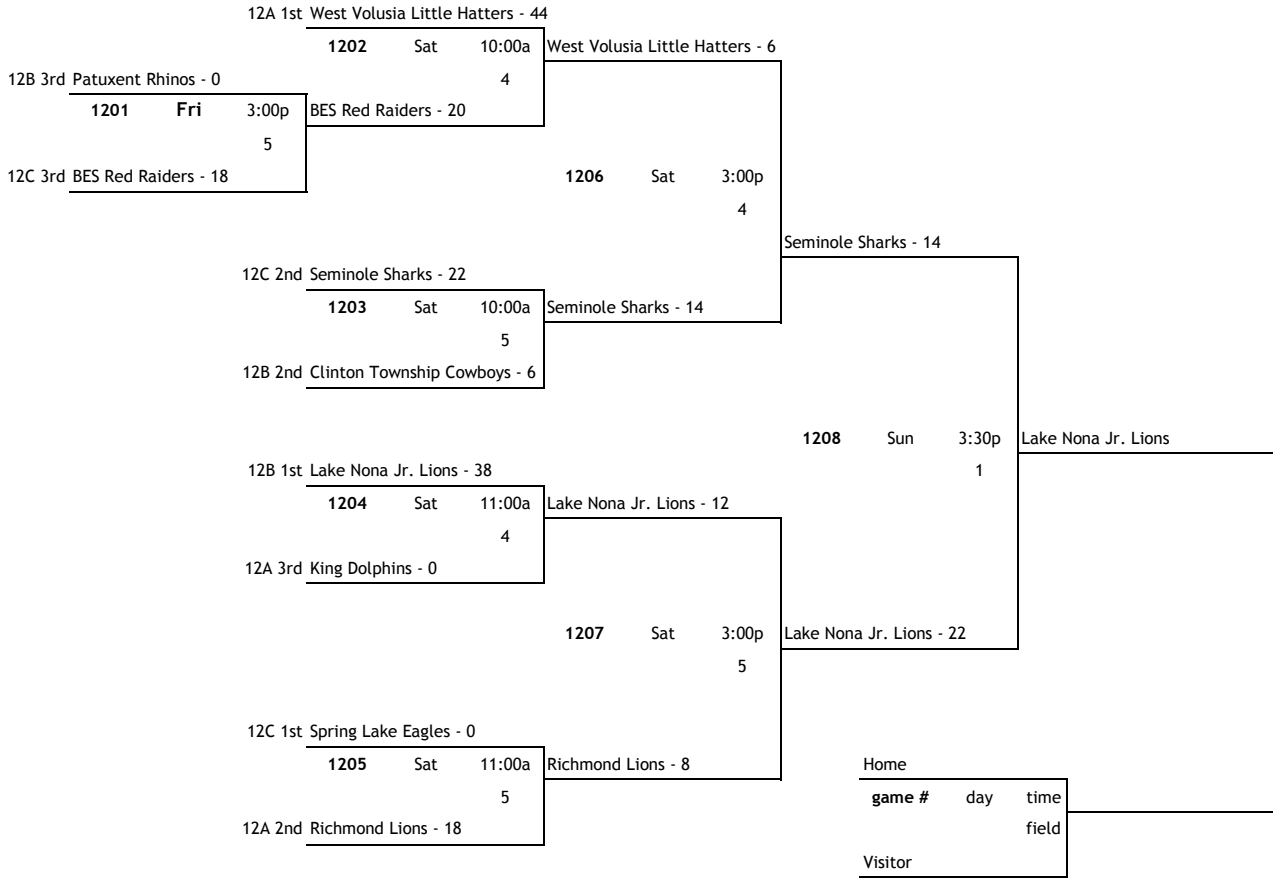 12A 1st West Volusia Little Hatters - 44
1202 Sat 10:00a West Volusia Little Hatters - 6
12B 3rd Patuxent Rhinos - 0 4
1201 Fri 3:00p BES Red Raiders - 20
5
12C 3rd BES Red Raiders - 18 1206 Sat 3:00p
4
Seminole Sharks - 14
12C 2nd Seminole Sharks - 22
1203 Sat 10:00a Seminole Sharks - 14
5
12B 2nd Clinton Township Cowboys - 6
1208 Sun 3:30p Lake Nona Jr. Lions
12B 1st Lake Nona Jr. Lions - 38 1
1204 Sat 11:00a Lake Nona Jr. Lions - 12
4
12A 3rd King Dolphins - 0
1207 Sat 3:00p Lake Nona Jr. Lions - 22
5
12C 1st Spring Lake Eagles - 0
1205 Sat 11:00a Richmond Lions - 8 Home
5 game # day time
12A 2nd Richmond Lions - 18 field
Visitor